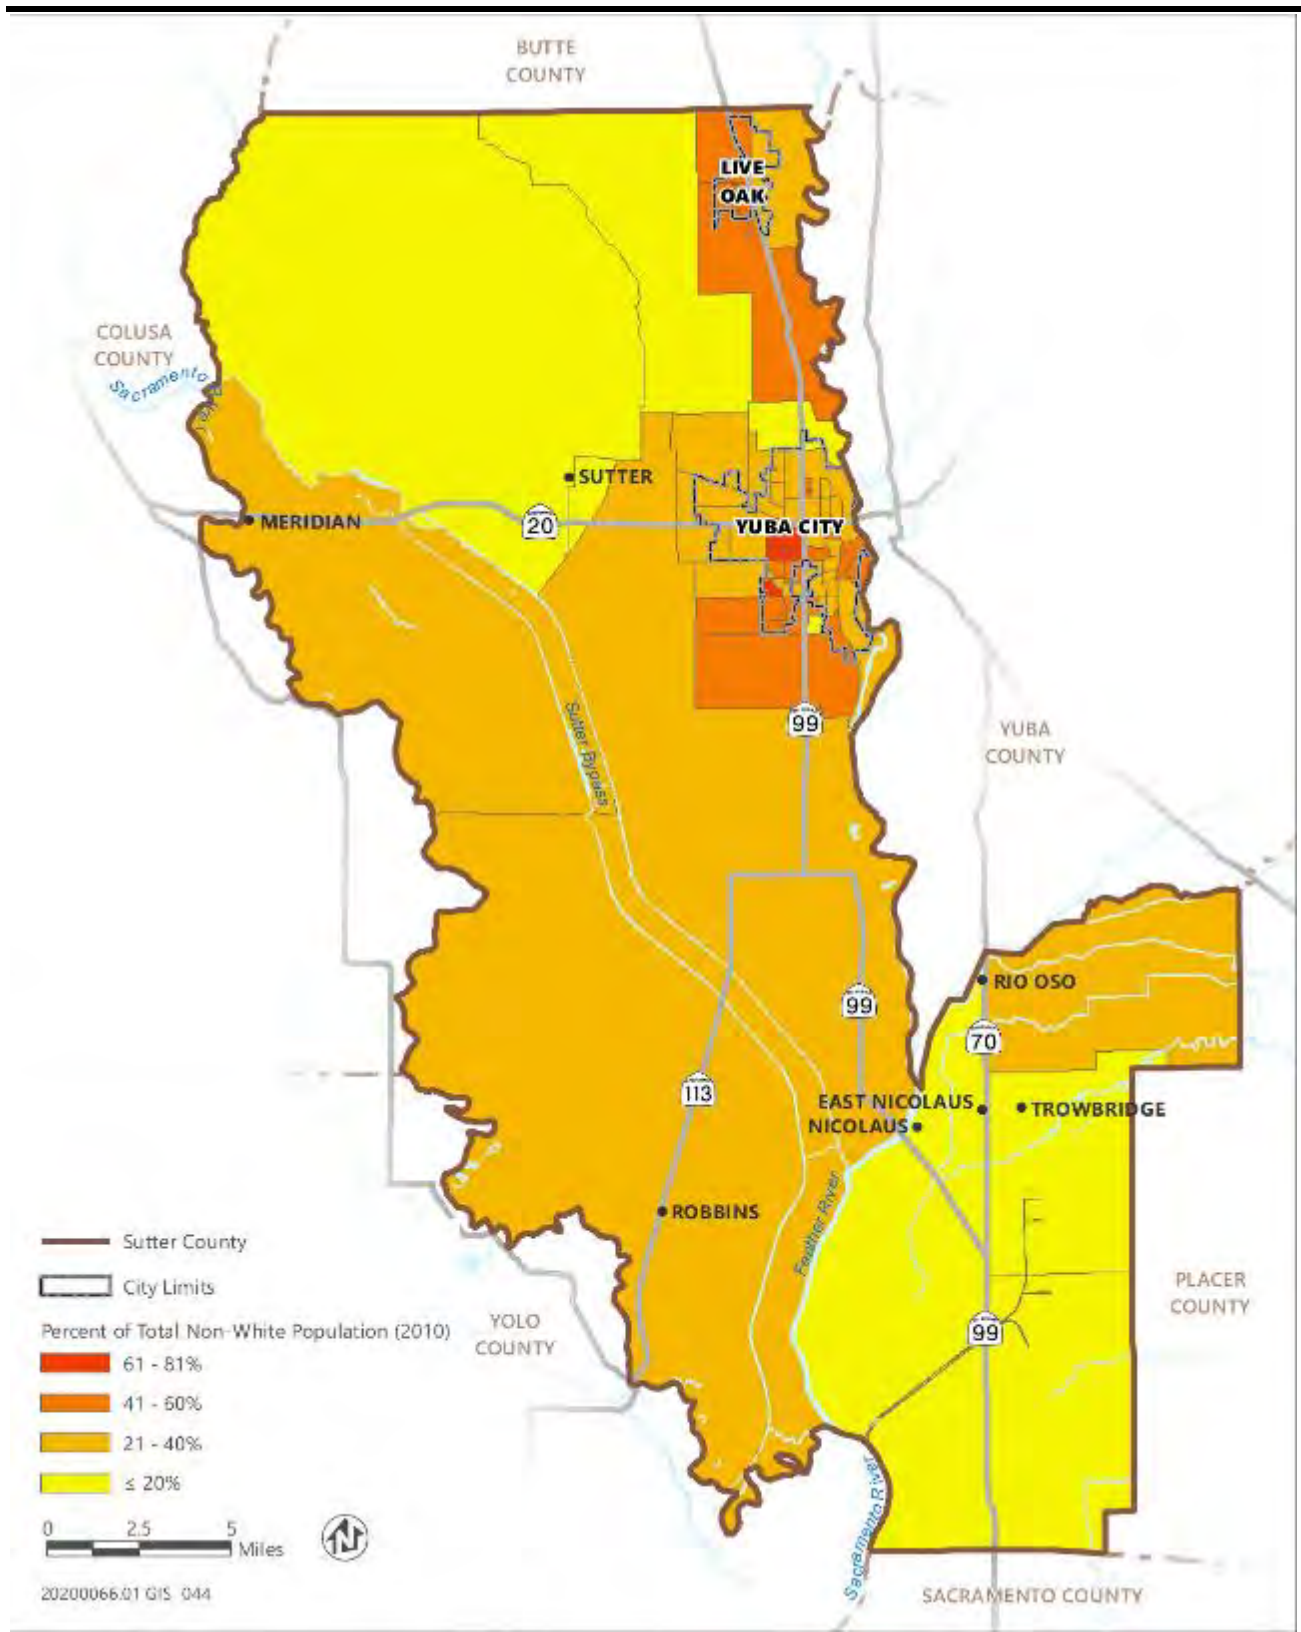 BUTTE
COUNTY
LIVE
OAK
COLUSA
COUNTY
Sacramento
SUTTER
MERIDIAN
20
YUBA CITY
99
Sutter Bypass
YUBA
COUNTY
RIO OSO
99
70
113
EAST NICOLAUS
TROWBRIDGE
NICOLAUS
ROBBINS
Feather River
Sutter County
City Limits
PLACER
COUNTY
YOLO
COUNTY
99
Percent of Total Non-White Population (2010)
61 - 81%
41 - 60%
21 - 40%
≤ 20%
0 2.5 5
Miles
N
Sacramento River
20200066.01 GIS 044
SACRAMENTO COUNTY